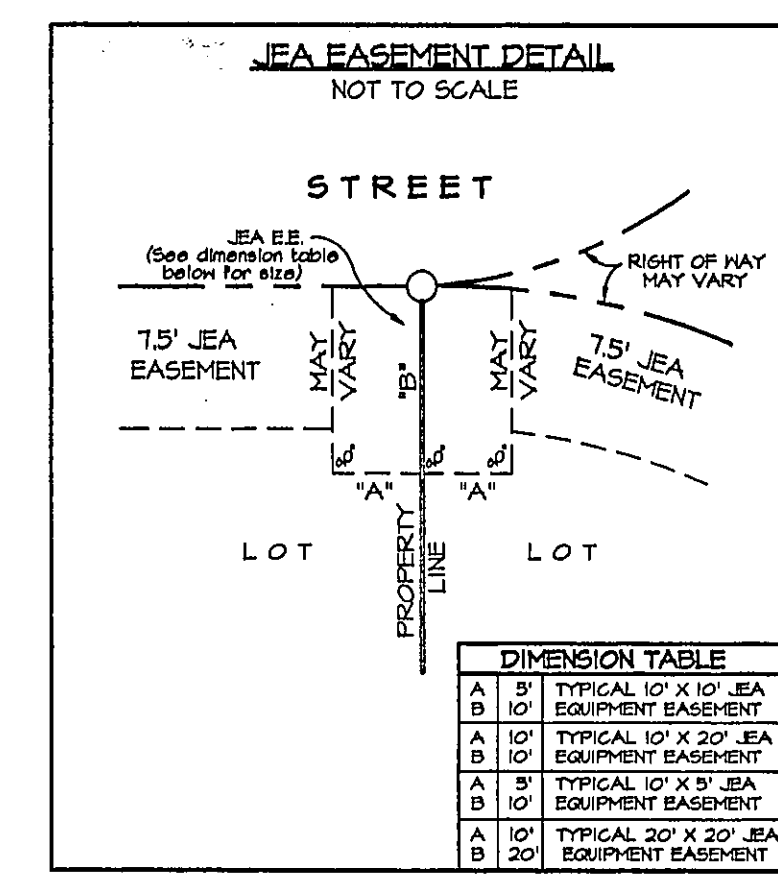 JEA EASEMENT DETAIL
NOT TO SCALE
STREET
JEA E.E.
(See dimension table
below for size)
RIGHT OF WAY
MAY VARY
7.5' JEA
EASEMENT
MAY
VARY
"B"
MAY
VARY
7.5' JEA
EASEMENT
90°
90°
90°
"A"
"A"
LOT
PROPERTY
LINE
LOT
DIMENSION TABLE
A 5' TYPICAL 10' X 10' JEA
B 10' EQUIPMENT EASEMENT
A 10' TYPICAL 10' X 20' JEA
B 10' EQUIPMENT EASEMENT
A 5' TYPICAL 10' X 5' JEA
B 10' EQUIPMENT EASEMENT
A 10' TYPICAL 20' X 20' JEA
B 20' EQUIPMENT EASEMENT